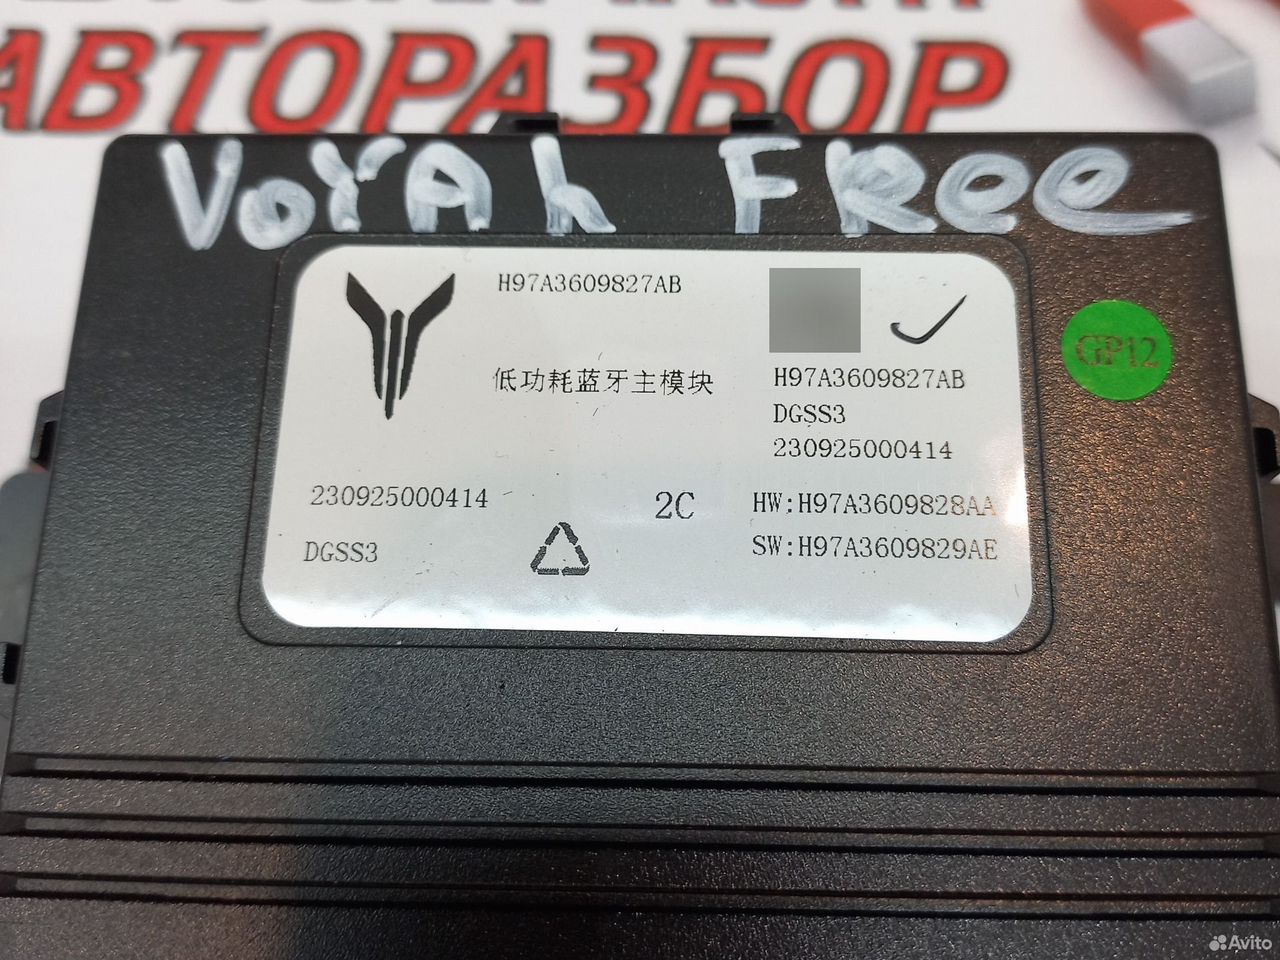 АВТОРАЗБОР
VoYAh FRee
H97A3609827AB
低功耗蓝牙主模块
H97A3609827AB
DGSS3
230925000414
GP12
230925000414
2C
HW:H97A3609828AA
DGSS3
SW:H97A3609829AE
Avito